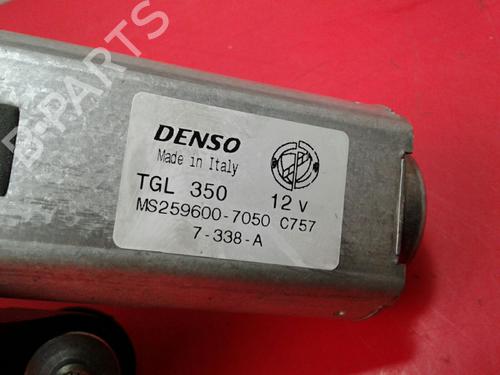 B-PARTS
DENSO
Made in Italy
TGL 350 12 V
MS259600-7050 C757
7-338-A